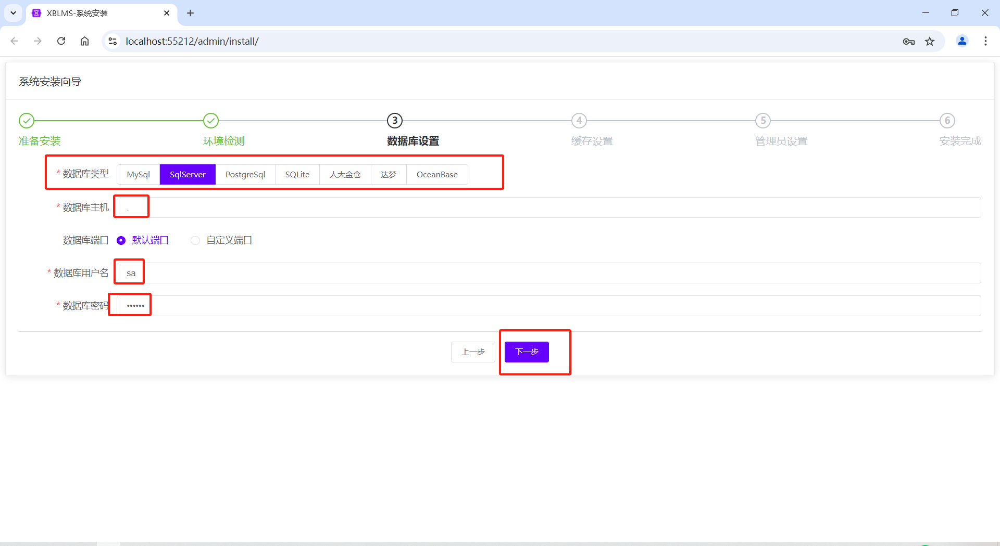 XBLMS-系统安装
localhost:55212/admin/install/
系统安装向导
3 4 5 6
准备安装 环境检测 数据库设置 缓存设置 管理员设置 安装完成
* 数据库类型 MySql SqlServer PostgreSql SQLite 人大金仓 达梦 OceanBase
* 数据库主机 .
数据库端口 默认端口 自定义端口
* 数据库用户名 sa
* 数据库密码 ••••••
上一步 下一步